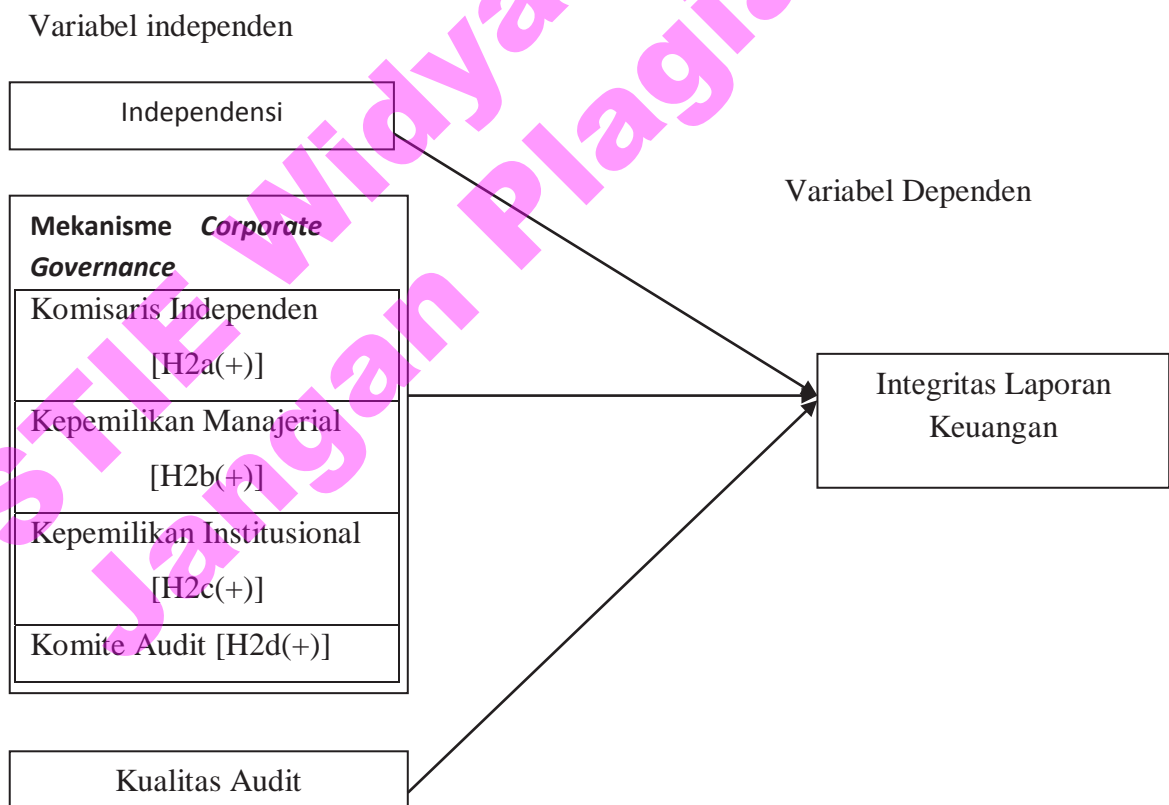 Variabel independen
Independensi
Variabel Dependen
Mekanisme Corporate
Governance
Komisaris Independen
[H2a(+)]
Kepemilikan Manajerial
[H2b(+)]
Kepemilikan Institusional
[H2c(+)]
Komite Audit [H2d(+)]
Integritas Laporan
Keuangan
Kualitas Audit
STIE Widya
Jangan Plagia